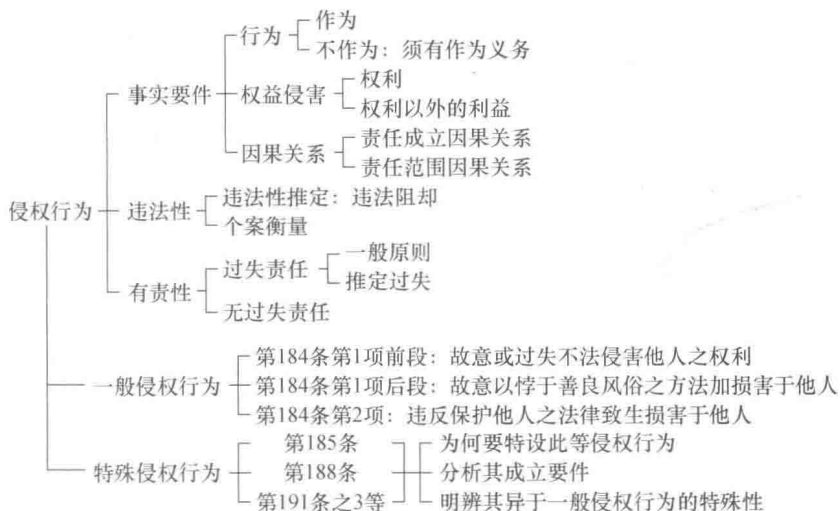 作为
行为
不作为：须有作为义务
权利
事实要件
权益侵害
权利以外的利益
责任成立因果关系
因果关系
责任范围因果关系
违法性推定：违法阻却
侵权行为
违法性
个案衡量
一般原则
过失责任
推定过失
有责性
无过失责任
第184条第1项前段：故意或过失不法侵害他人之权利
一般侵权行为
第184条第1项后段：故意以悖于善良风俗之方法加损害于他人
第184条第2项：违反保护他人之法律致生损害于他人
第185条
为何要特设此等侵权行为
特殊侵权行为
第188条
分析其成立要件
第191条之3等
明辨其异于一般侵权行为的特殊性